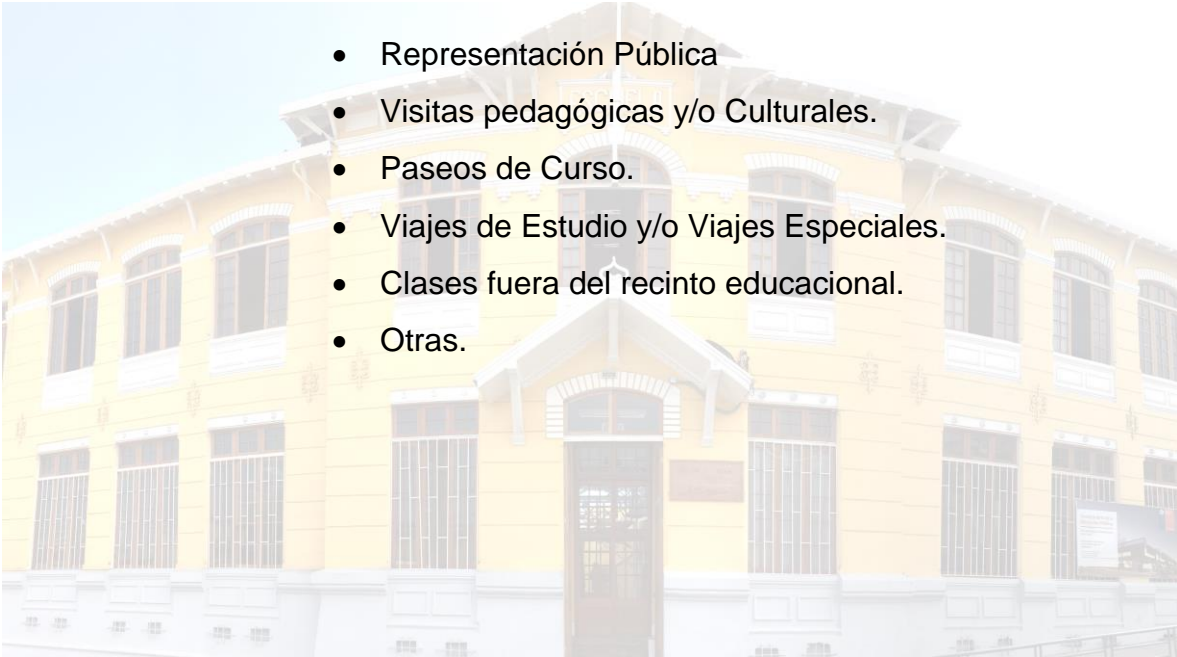 • Representación Pública
• Visitas pedagógicas y/o Culturales.
• Paseos de Curso.
• Viajes de Estudio y/o Viajes Especiales.
• Clases fuera del recinto educacional.
• Otras.